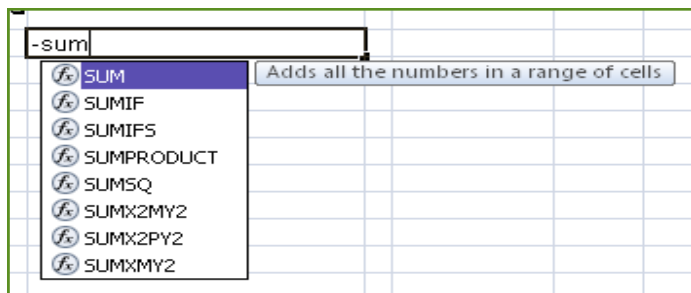 -sum
SUM Adds all the numbers in a range of cells
SUMIF
SUMIFS
SUMPRODUCT
SUMSQ
SUMX2MY2
SUMX2PY2
SUMXMY2